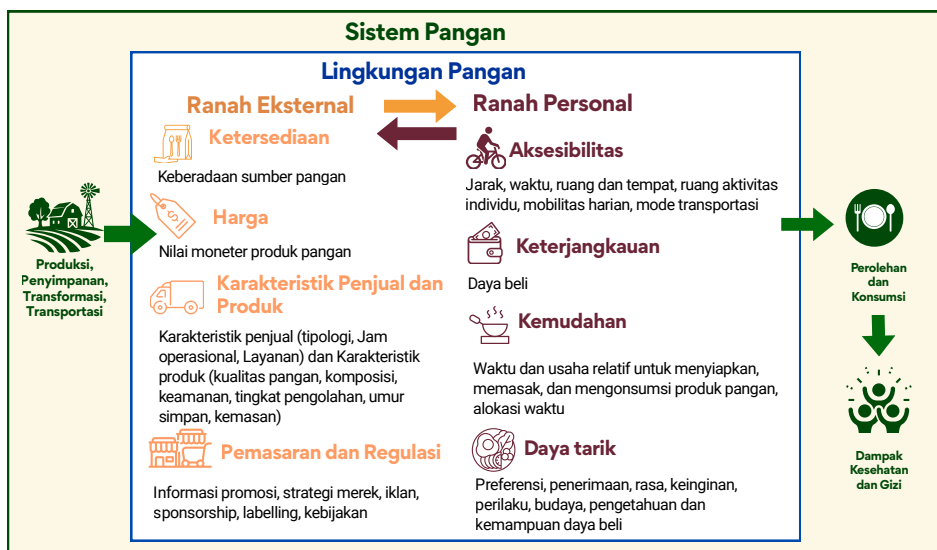 Sistem Pangan
Lingkungan Pangan
Ranah Eksternal
Ketersediaan
Keberadaan sumber pangan
Harga
Nilai moneter produk pangan
Karakteristik Penjual dan
Produk
Karakteristik penjual (tipologi, Jam
operasional, Layanan) dan Karakteristik
produk (kualitas pangan, komposisi,
keamanan, tingkat pengolahan, umur
simpan, kemasan)
Pemasaran dan Regulasi
Informasi promosi, strategi merek, iklan,
sponsorship, labelling, kebijakan
Ranah Personal
Aksesibilitas
Jarak, waktu, ruang dan tempat, ruang aktivitas
individu, mobilitas harian, mode transportasi
Keterjangkauan
Daya beli
Kemudahan
Waktu dan usaha relatif untuk menyiapkan,
memasak, dan mengonsumsi produk pangan,
alokasi waktu
Daya tarik
Preferensi, penerimaan, rasa, keinginan,
perilaku, budaya, pengetahuan dan
kemampuan daya beli
Produksi,
Penyimpanan,
Transformasi,
Transportasi
Perolehan
dan
Konsumsi
Dampak
Kesehatan
dan Gizi